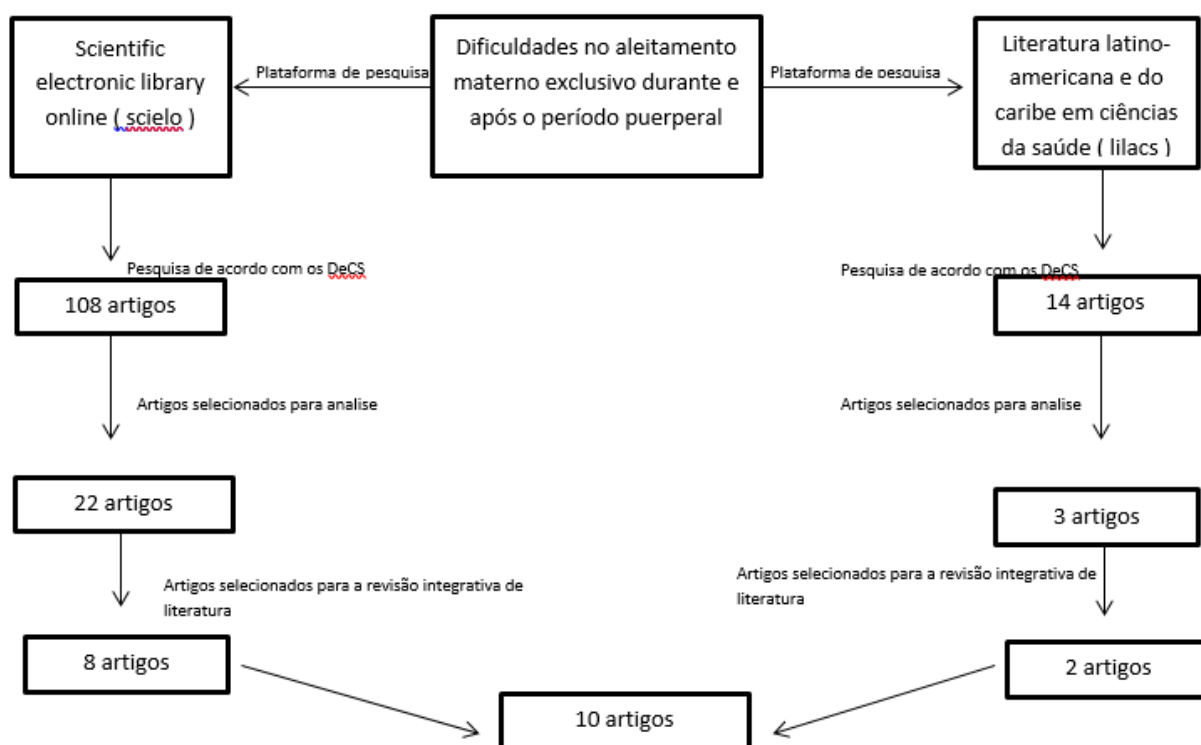 Scientific
electronic library
online ( scielo )
Plataforma de pesquisa
Dificuldades no aleitamento
materno exclusivo durante e
após o período puerperal
Plataforma de pesquisa
Literatura latino-
americana e do
caribe em ciências
da saúde ( lilacs )
Pesquisa de acordo com os DeCS
Pesquisa de acordo com os DeCS
108 artigos
14 artigos
Artigos selecionados para analise
Artigos selecionados para analise
22 artigos
3 artigos
Artigos selecionados para a revisão integrativa de
literatura
Artigos selecionados para a revisão integrativa de
literatura
8 artigos
2 artigos
10 artigos